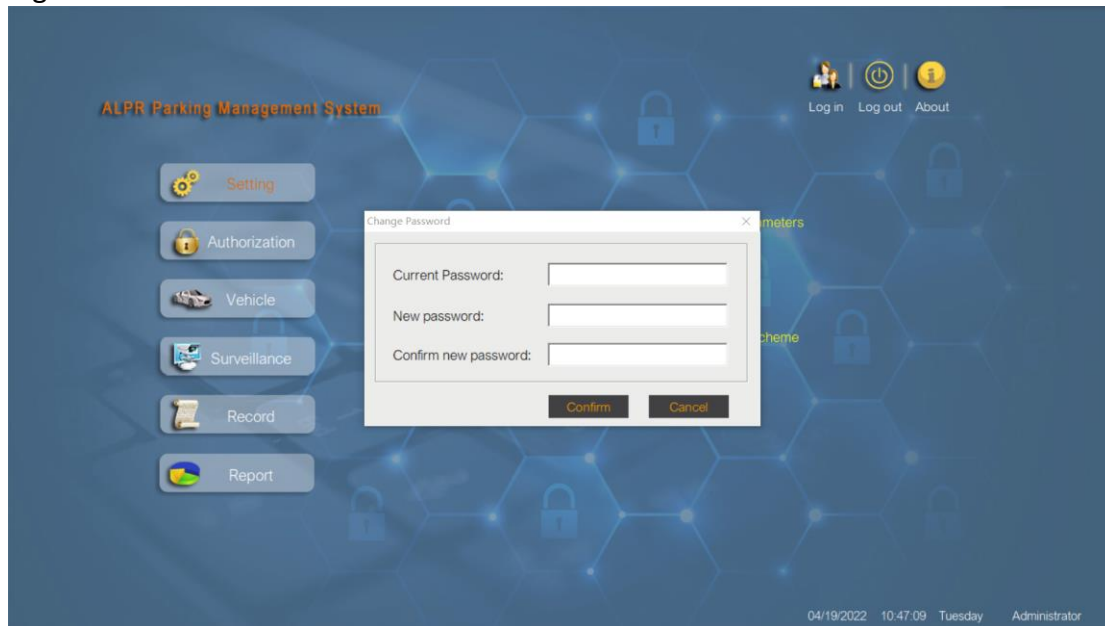 Log in Log out About
ALPR Parking Management System
Setting
Change Password
meters
Authorization
Current Password:
Vehicle
New password:
cheme
Surveillance
Confirm new password:
Confirm Cancel
Record
Report
04/19/2022 10:47:09 Tuesday Administrator